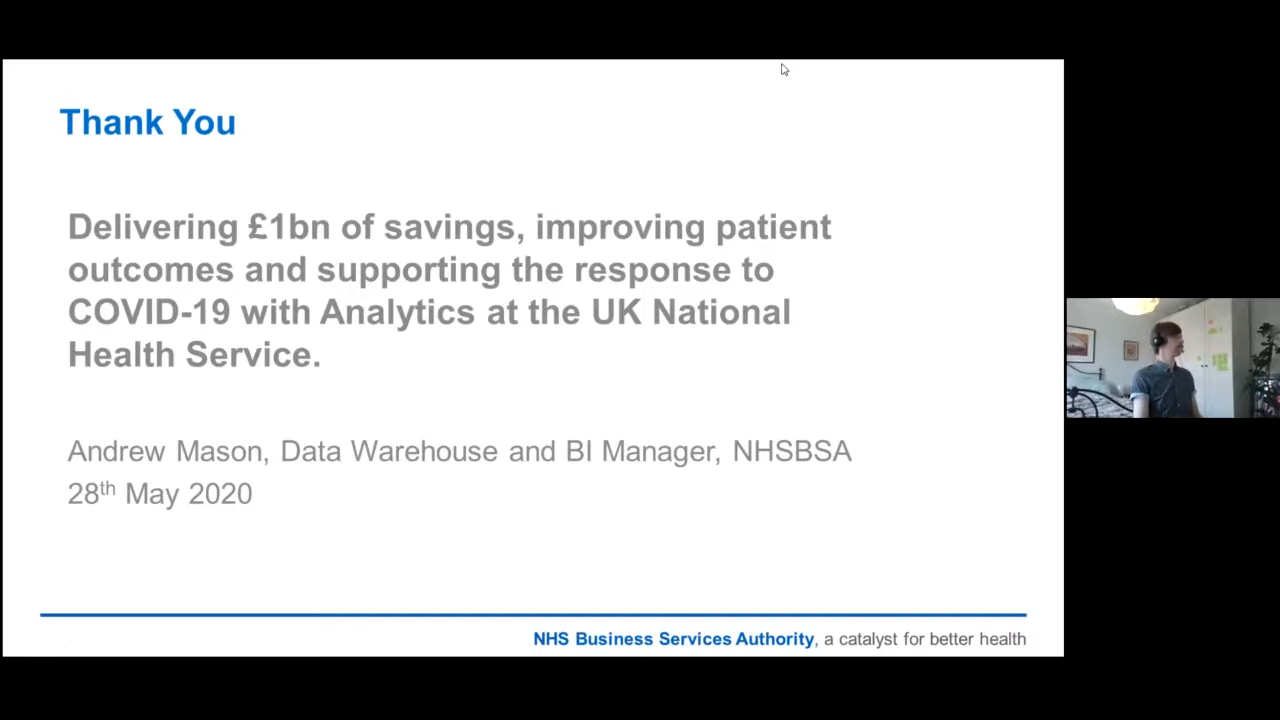 Thank You
Delivering £1bn of savings, improving patient
outcomes and supporting the response to
COVID-19 with Analytics at the UK National
Health Service.
Andrew Mason, Data Warehouse and BI Manager, NHSBSA
28th May 2020
NHS Business Services Authority, a catalyst for better health